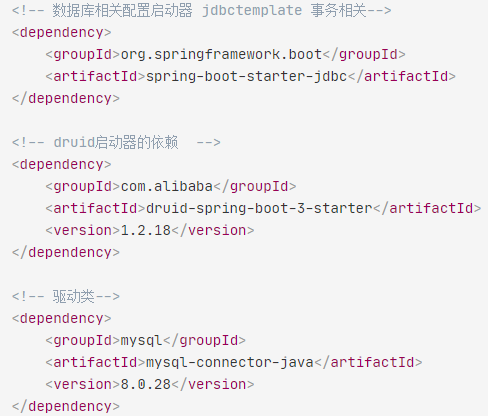 <!-- 数据库相关配置启动器 jdbctemplate 事务相关-->
<dependency>
    <groupId>org.springframework.boot</groupId>
    <artifactId>spring-boot-starter-jdbc</artifactId>
</dependency>

<!-- druid启动器的依赖  -->
<dependency>
    <groupId>com.alibaba</groupId>
    <artifactId>druid-spring-boot-3-starter</artifactId>
    <version>1.2.18</version>
</dependency>

<!-- 驱动类-->
<dependency>
    <groupId>mysql</groupId>
    <artifactId>mysql-connector-java</artifactId>
    <version>8.0.28</version>
</dependency>